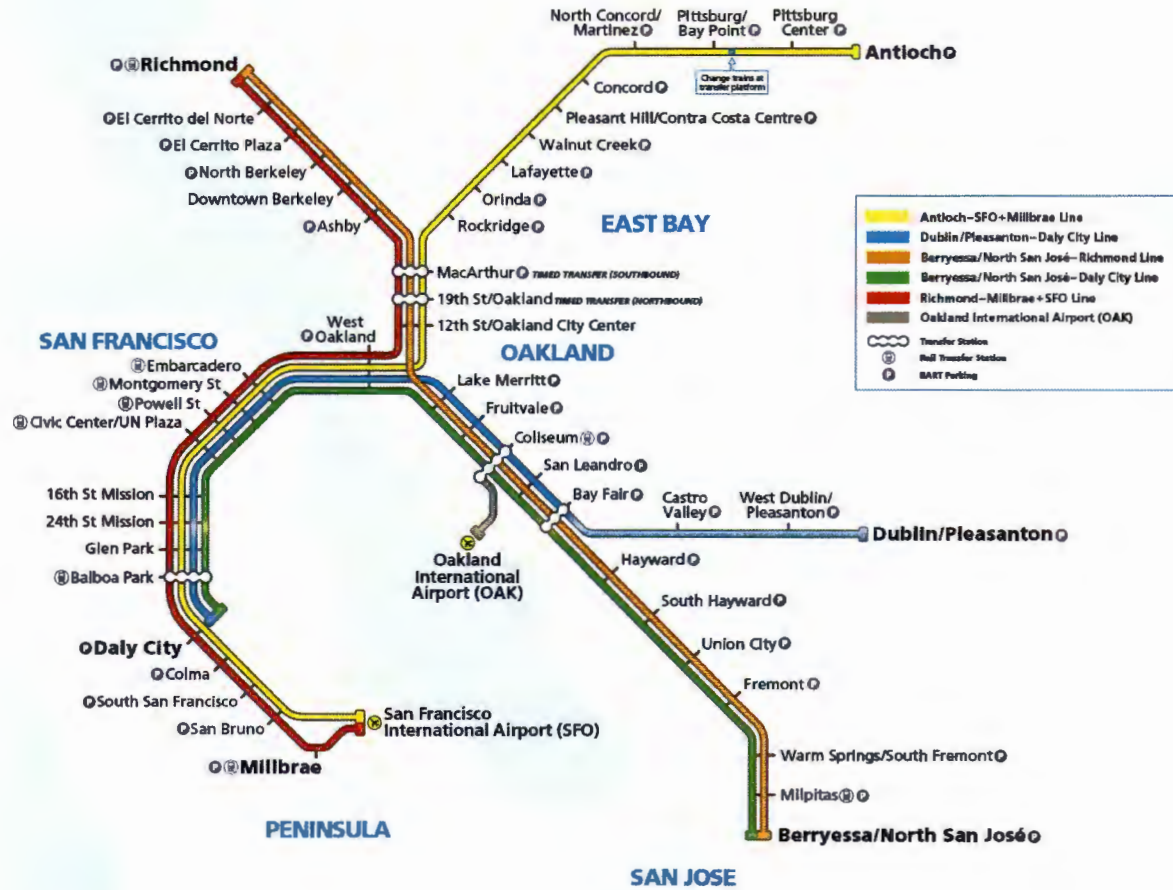 North Concord/
Martinez P
Pittsburg/
Bay Point P
Pittsburg
Center P
Antioch P
Change trains at
transfer platform
P Richmond
Concord P
P El Cerrito del Norte
Pleasant Hill/Contra Costa Centre P
P El Cerrito Plaza
Walnut Creek P
P North Berkeley
Lafayette P
Downtown Berkeley
Orinda P
P Ashby
Rockridge P
EAST BAY
MacArthur P TIMED TRANSFER (SOUTHBOUND)
19th St/Oakland TIMED TRANSFER (NORTHBOUND)
12th St/Oakland City Center
West
P Oakland
OAKLAND
SAN FRANCISCO
Embarcadero
Montgomery St
Powell St
Civic Center/UN Plaza
16th St Mission
24th St Mission
Glen Park
Balboa Park
P Daly City
P Colma
P South San Francisco
P San Bruno
P Millbrae
San Francisco
International Airport (SFO)
PENINSULA
Lake Merritt P
Fruitvale P
Coliseum P
San Leandro P
Bay Fair P
Oakland
International
Airport (OAK)
Castro
Valley P
West Dublin/
Pleasanton P
Dublin/Pleasanton P
Hayward P
South Hayward P
Union City P
Fremont P
Warm Springs/South Fremont P
Milpitas P
Berryessa/North San José P
SAN JOSE
Antioch–SFO+Millbrae Line
Dublin/Pleasanton–Daly City Line
Berryessa/North San José–Richmond Line
Berryessa/North San José–Daly City Line
Richmond–Millbrae+SFO Line
Oakland International Airport (OAK)
Transfer Station
Rail Transfer Station
P BART Parking